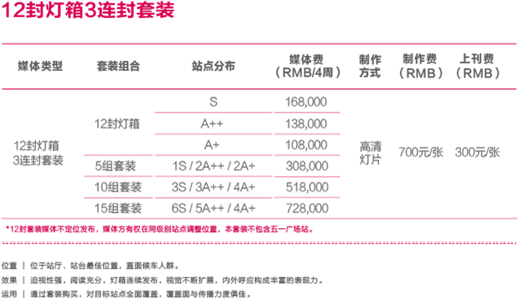 12封灯箱3连封套装
媒体类型 套装组合 站点分布 媒体费（RMB/4周） 制作方式 制作费（RMB） 上刊费（RMB）
12封灯箱3连封套装 12封灯箱 S 168,000 高清灯片 700元/张 300元/张
A++ 138,000
A+ 108,000
5组套装 1S / 2A++ / 2A+ 308,000
10组套装 3S / 3A++ / 4A+ 518,000
15组套装 6S / 5A++ / 4A+ 728,000
*12封套装媒体不定位发布，媒体方有权在同级别站点调整位置，本套装不包含五一广场站。
位置 | 位于站厅、站台最佳位置，直面候车人群。
效果 | 迫视性强，阅读充分，灯箱连续发布，视觉不断扩展，内外呼应构成丰富的表现力。
运用 | 通过套装购买，对目标站点全面覆盖，覆盖面与传播力度俱佳。